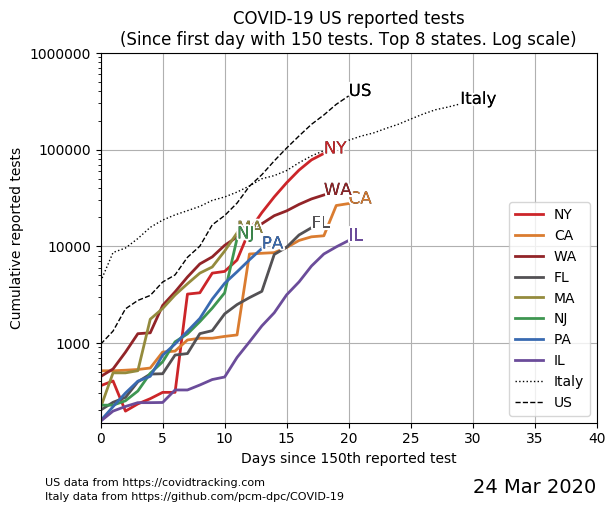 COVID-19 US reported tests
(Since first day with 150 tests. Top 8 states. Log scale)
Cumulative reported tests
1000000
100000
10000
1000
US
Italy
NY
WA
CA
FL
MA
NJ
PA
IL
NY
CA
WA
FL
MA
NJ
PA
IL
Italy
US
0 5 10 15 20 25 30 35 40
Days since 150th reported test
US data from https://covidtracking.com
Italy data from https://github.com/pcm-dpc/COVID-19
24 Mar 2020